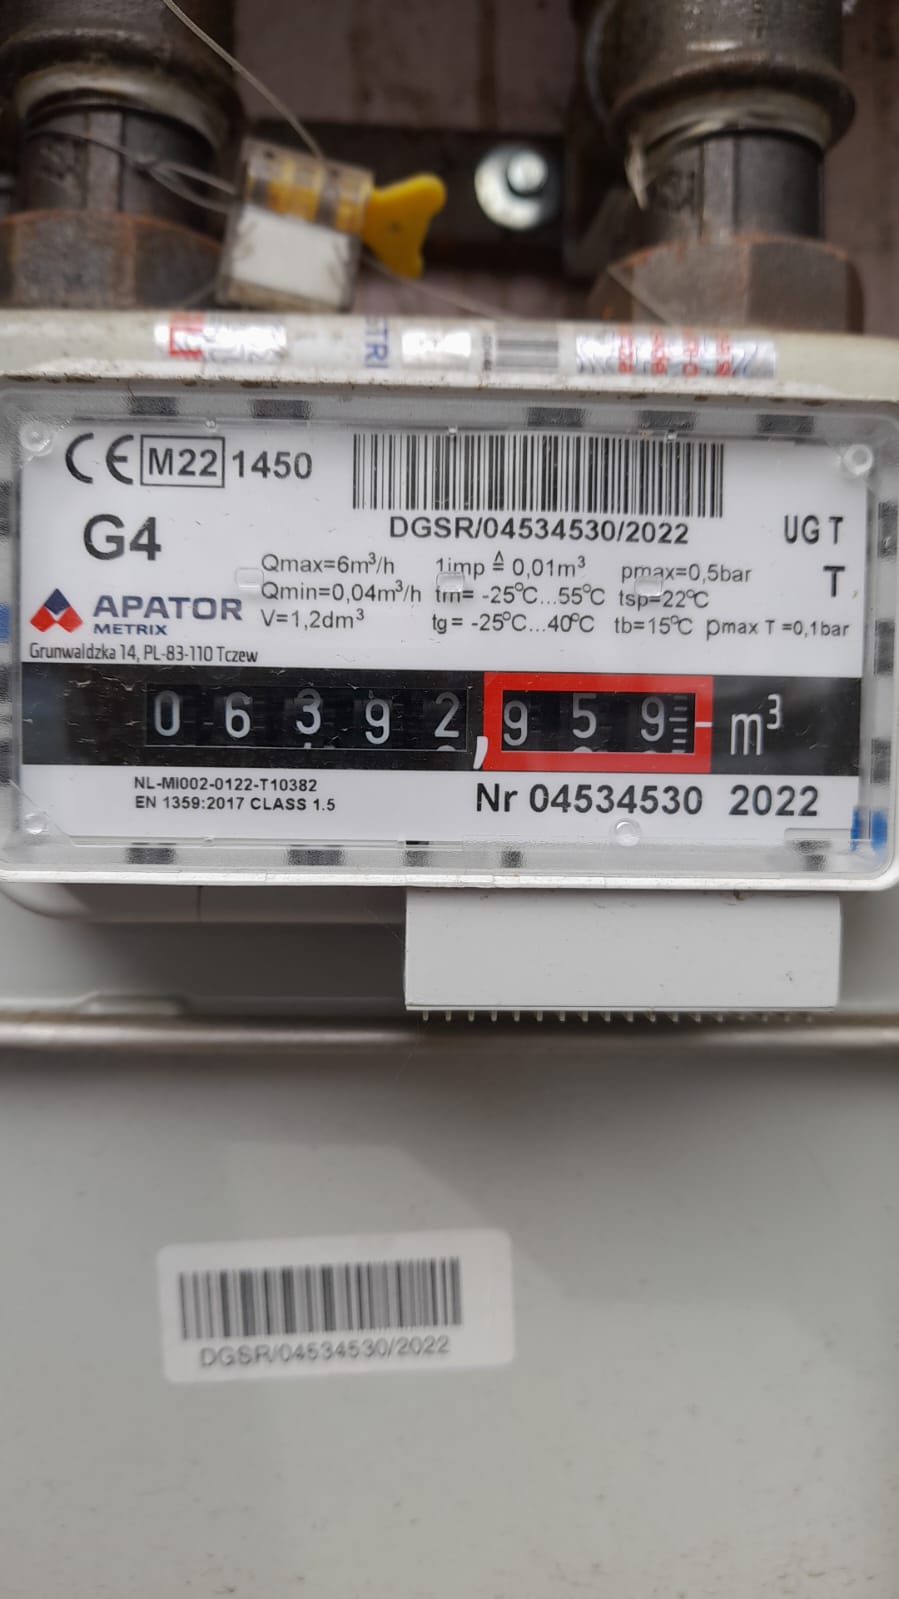 CE M22 1450
DGSR/04534530/2022
UG T
G4
T
Qmax=6m³/h
Qmin=0,04m³/h
V=1,2dm³
1imp ≙ 0,01m³
tm= -25°C...55°C
tg= -25°C...40°C
pmax=0,5bar
tsp=22°C
tb=15°C pmax T =0,1bar
APATOR
METRIX
Grunwaldzka 14, PL-83-110 Tczew
06392,959 m³
NL-MI002-0122-T10382
EN 1359:2017 CLASS 1.5
Nr 04534530 2022
DGSR/04534530/2022